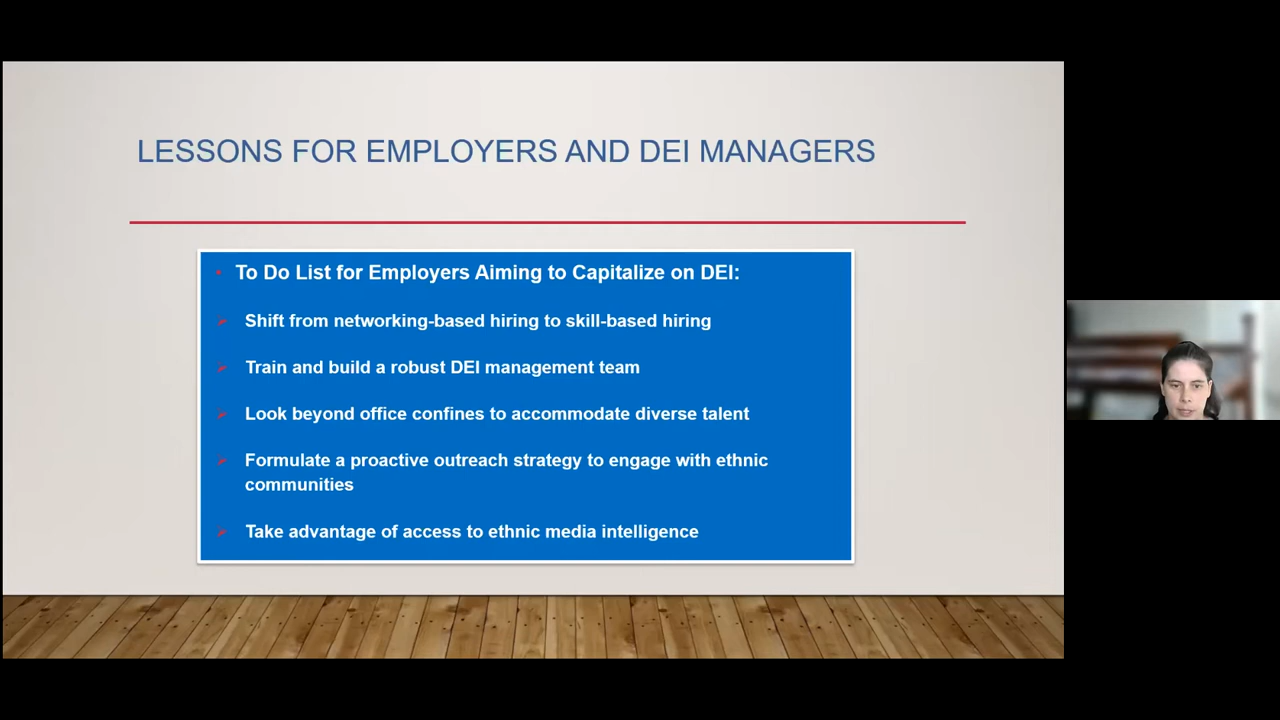 LESSONS FOR EMPLOYERS AND DEI MANAGERS
To Do List for Employers Aiming to Capitalize on DEI:
Shift from networking-based hiring to skill-based hiring
Train and build a robust DEI management team
Look beyond office confines to accommodate diverse talent
Formulate a proactive outreach strategy to engage with ethnic
communities
Take advantage of access to ethnic media intelligence